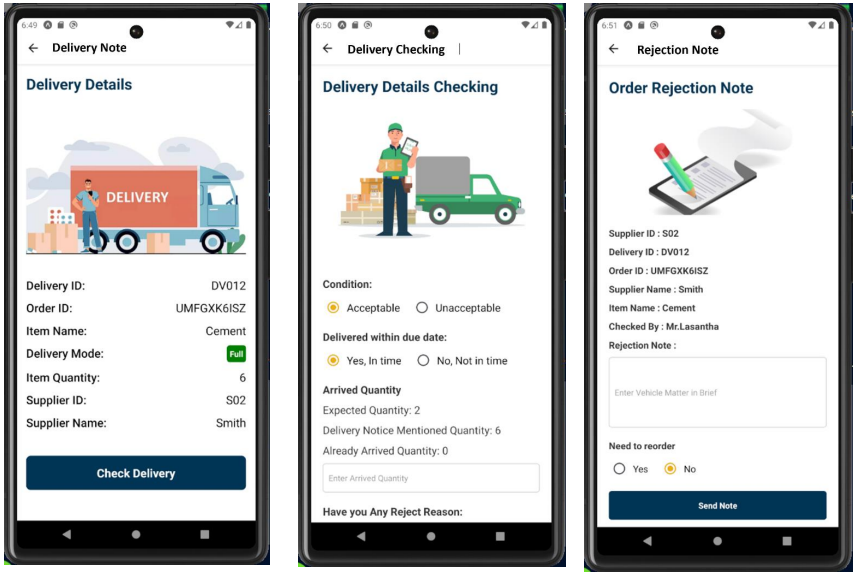 6:49
Delivery Note
Delivery Details
DELIVERY
Delivery ID: DV012
Order ID: UMFGXK6ISZ
Item Name: Cement
Delivery Mode: Full
Item Quantity: 6
Supplier ID: S02
Supplier Name: Smith
Check Delivery
6:50
Delivery Checking
Delivery Details Checking
Condition:
Acceptable Unacceptable
Delivered within due date:
Yes, In time No, Not in time
Arrived Quantity
Expected Quantity: 2
Delivery Notice Mentioned Quantity: 6
Already Arrived Quantity: 0
Enter Arrived Quantity
Have you Any Reject Reason:
6:51
Rejection Note
Order Rejection Note
Supplier ID : S02
Delivery ID : DV012
Order ID : UMFGXK6ISZ
Supplier Name : Smith
Item Name : Cement
Checked By : Mr.Lasantha
Rejection Note :
Enter Vehicle Matter in Brief
Need to reorder
Yes No
Send Note